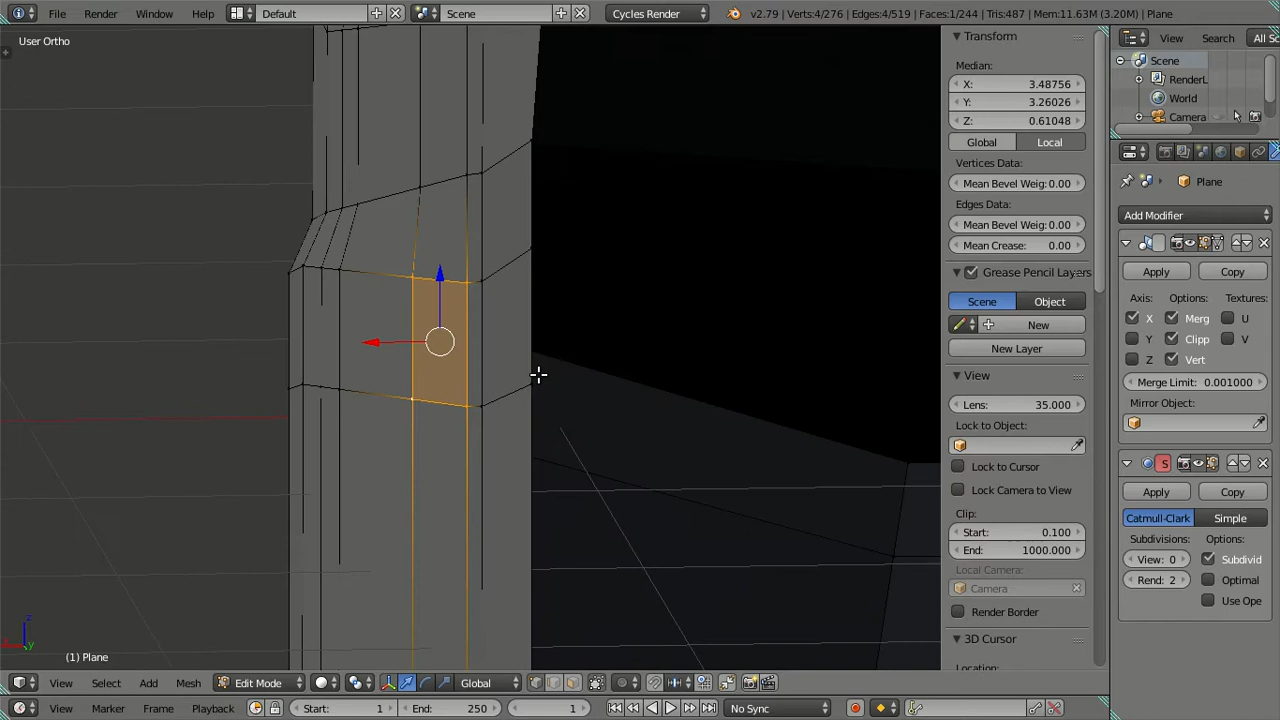 File Render Window Help Default Scene Cycles Render v2.79 | Verts:4/276 | Edges:4/519 | Faces:1/244 | Tris:487 | Mem:11.63M (3.20M) | Plane
User Ortho
Transform
Median:
X: 3.48756
Y: 3.26026
Z: 0.61048
Global Local
Vertices Data:
Mean Bevel Weig: 0.00
Edges Data:
Mean Bevel Weig: 0.00
Mean Crease: 0.00
Grease Pencil Layers
Scene Object
New
New Layer
View
Lens: 35.000
Lock to Object:
Lock to Cursor
Lock Camera to View
Clip:
Start: 0.100
End: 1000.000
Local Camera:
Camera
Render Border
3D Cursor
Location:
View Search All Sc
Scene
RenderL
World
Camera
Plane
Add Modifier
Apply Copy
Axis: Options: Textures:
X Merg U
Y Clipp V
Z Vert
Merge Limit: 0.001000
Mirror Object:
S
Apply Copy
Catmull-Clark Simple
Subdivisions: Options:
View: 0 Subdivid
Rend: 2 Optimal
Use Ope
z
x
y
(1) Plane
View Select Add Mesh Edit Mode Global
View Marker Frame Playback Start: 1 End: 250 1 No Sync